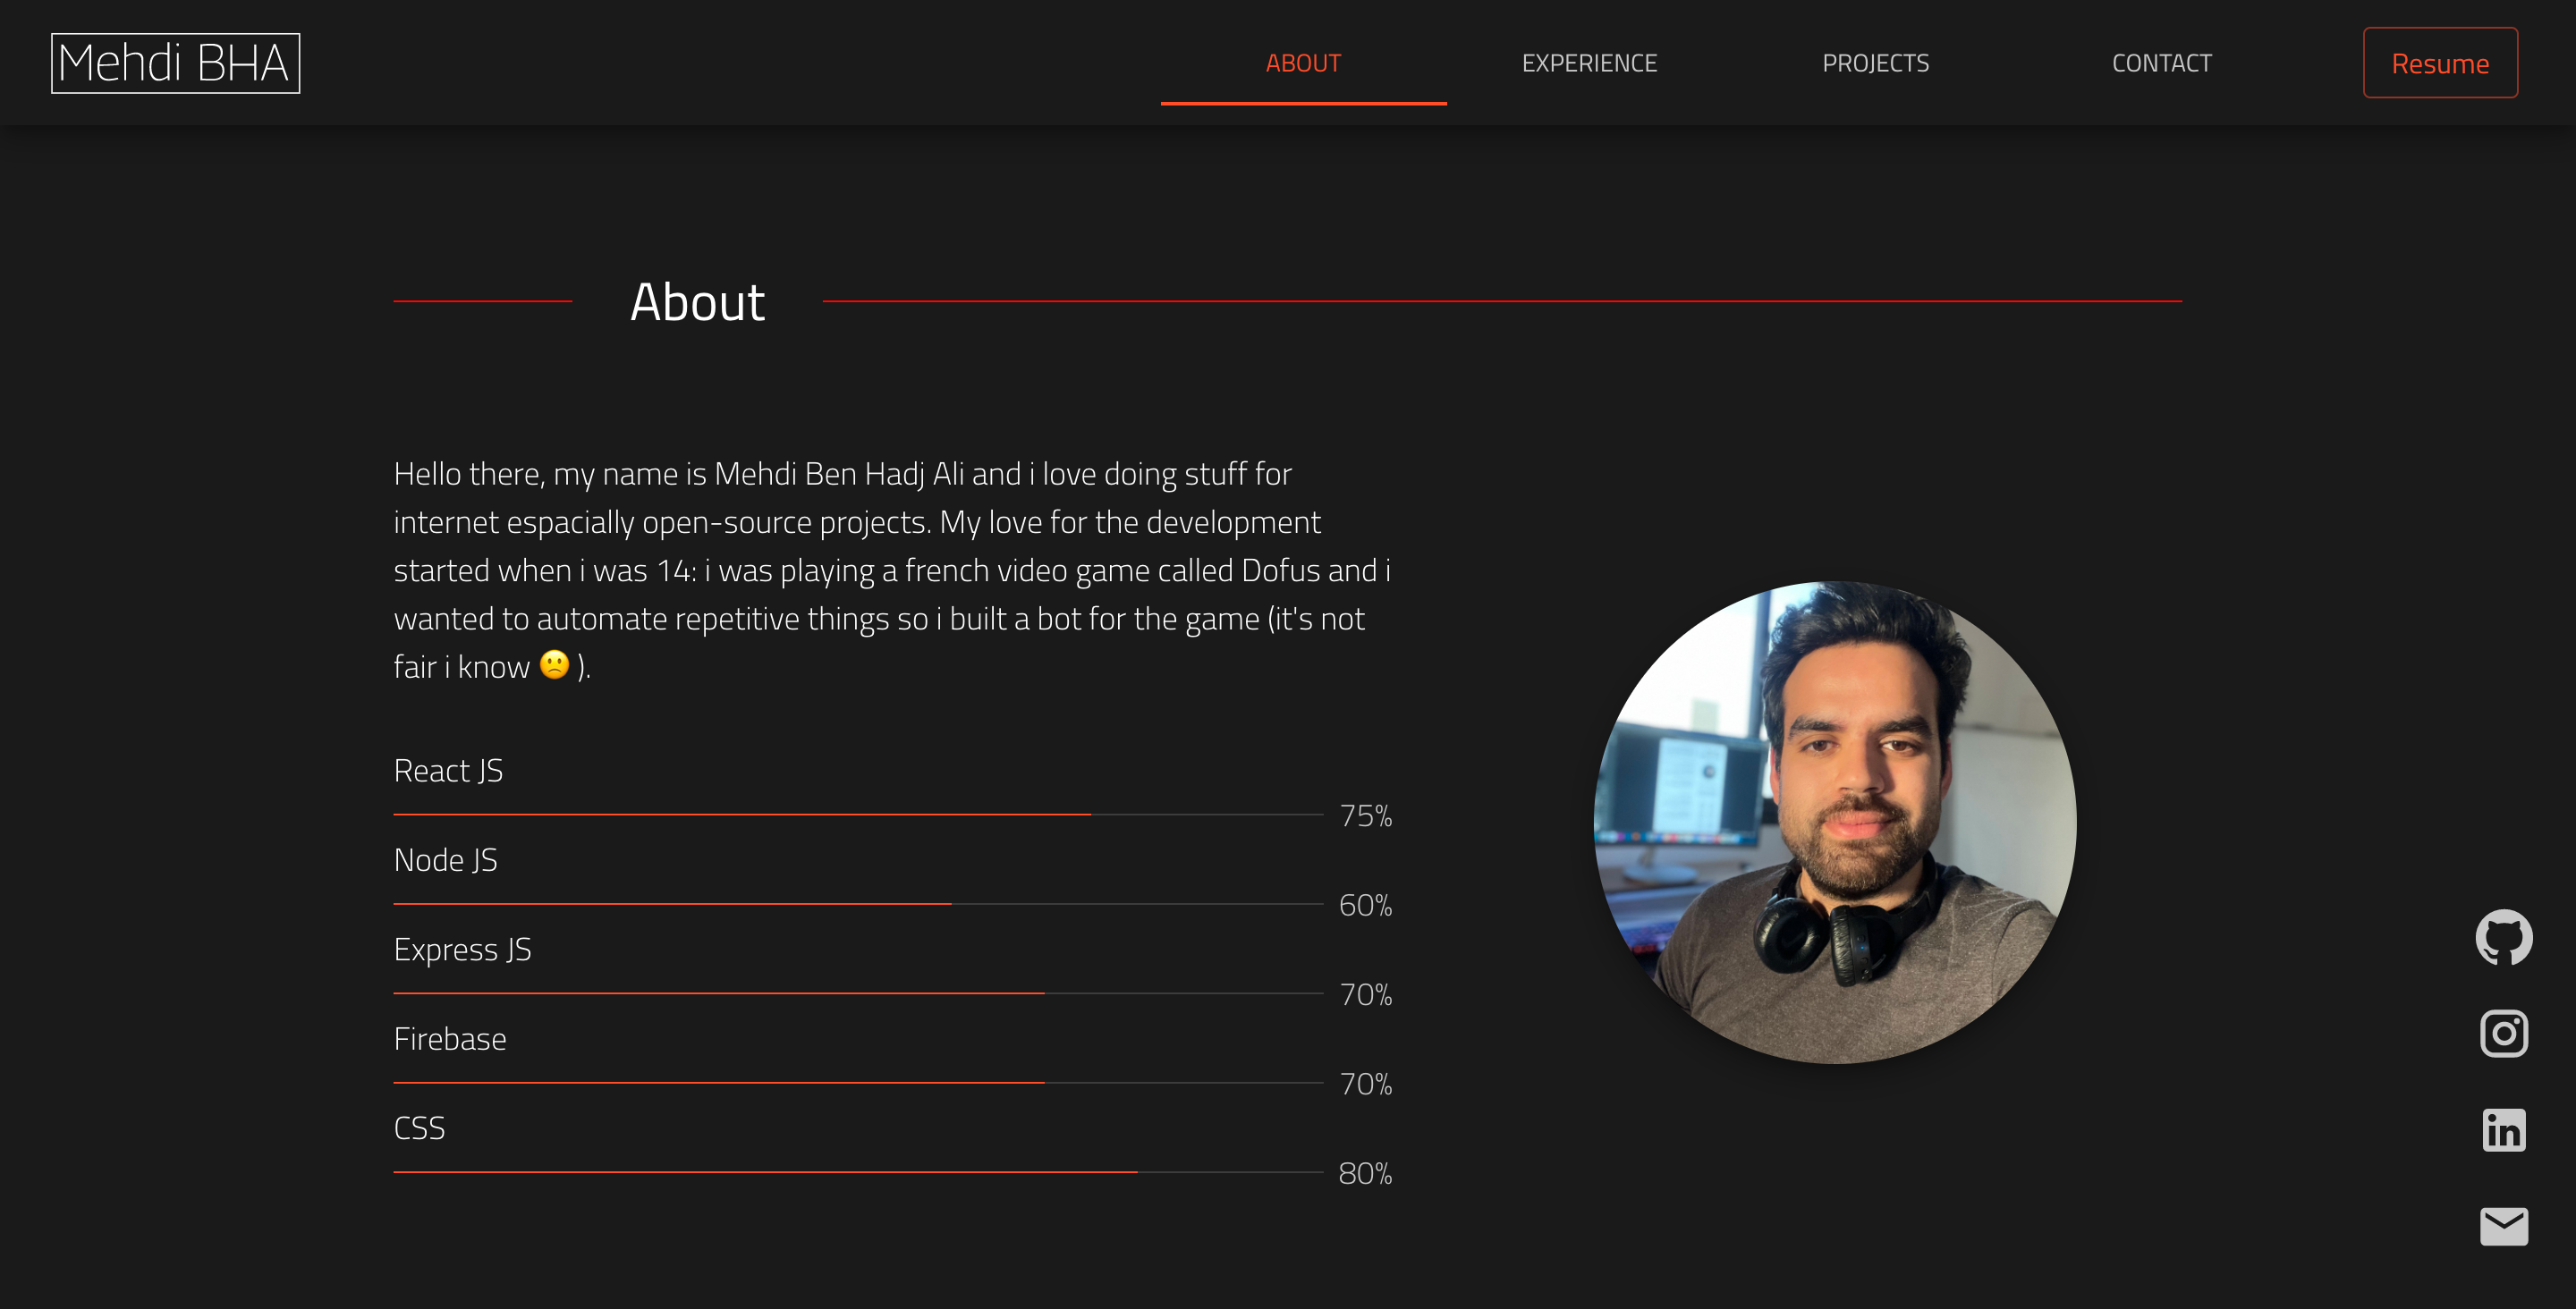 Mehdi BHA
ABOUT
EXPERIENCE
PROJECTS
CONTACT
Resume
About
Hello there, my name is Mehdi Ben Hadj Ali and i love doing stuff for
internet espacially open-source projects. My love for the development
started when i was 14: i was playing a french video game called Dofus and i
wanted to automate repetitive things so i built a bot for the game (it's not
fair i know 🙁 ).
React JS
75%
Node JS
60%
Express JS
70%
Firebase
70%
CSS
80%
in